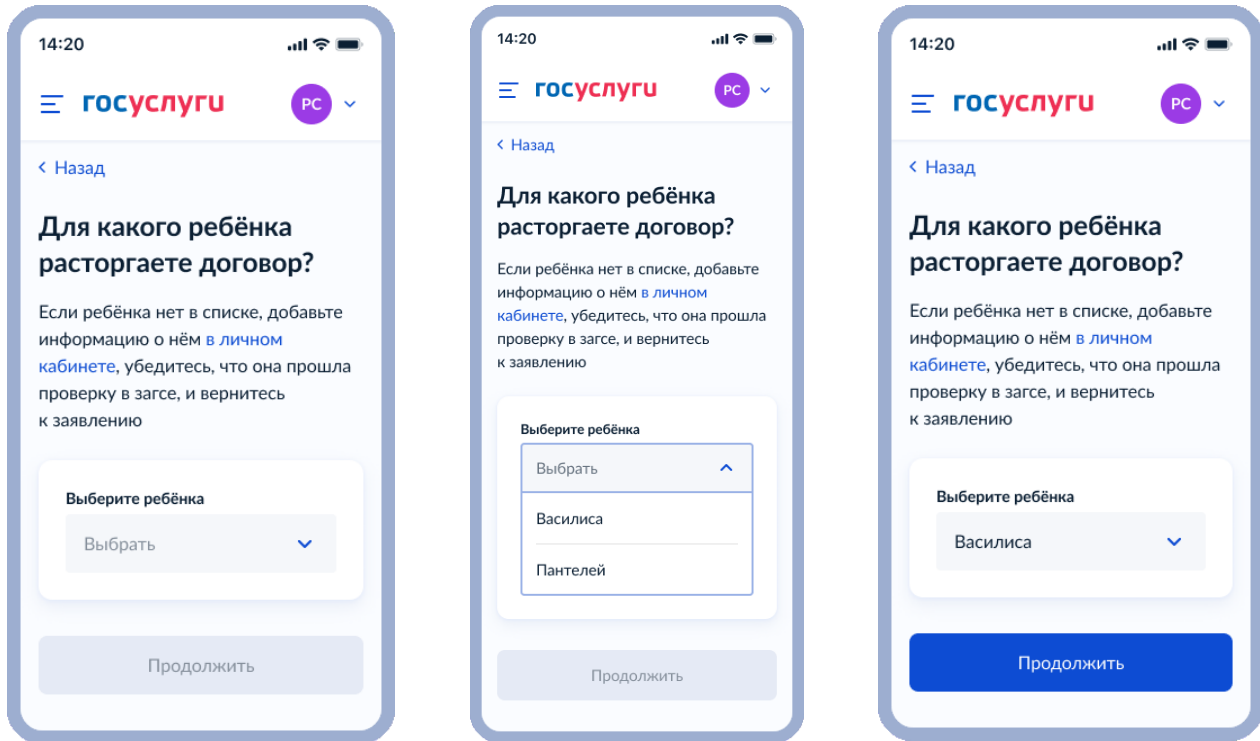 14:20
госуслуги
РС
Назад
Для какого ребёнка
расторгаете договор?
Если ребёнка нет в списке, добавьте
информацию о нём в личном
кабинете, убедитесь, что она прошла
проверку в загсе, и вернитесь
к заявлению
Выберите ребёнка
Выбрать
Продолжить
14:20
госуслуги
РС
Назад
Для какого ребёнка
расторгаете договор?
Если ребёнка нет в списке, добавьте
информацию о нём в личном
кабинете, убедитесь, что она прошла
проверку в загсе, и вернитесь
к заявлению
Выберите ребёнка
Выбрать
Василиса
Пантелей
Продолжить
14:20
госуслуги
РС
Назад
Для какого ребёнка
расторгаете договор?
Если ребёнка нет в списке, добавьте
информацию о нём в личном
кабинете, убедитесь, что она прошла
проверку в загсе, и вернитесь
к заявлению
Выберите ребёнка
Василиса
Продолжить